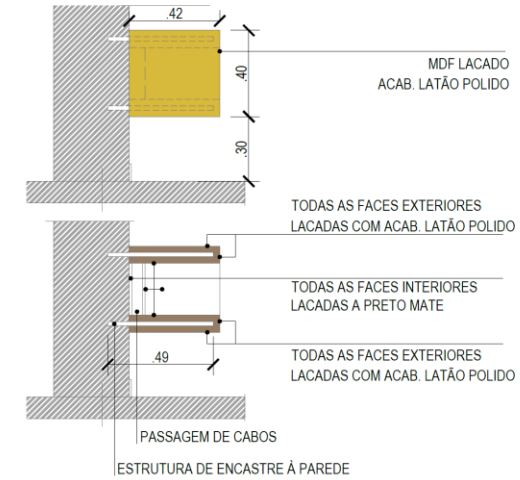 .42
.40
MDF LACADO
ACAB. LATÃO POLIDO
.30
TODAS AS FACES EXTERIORES
LACADAS COM ACAB. LATÃO POLIDO
TODAS AS FACES INTERIORES
LACADAS A PRETO MATE
.49
TODAS AS FACES EXTERIORES
LACADAS COM ACAB. LATÃO POLIDO
PASSAGEM DE CABOS
ESTRUTURA DE ENCASTRE À PAREDE